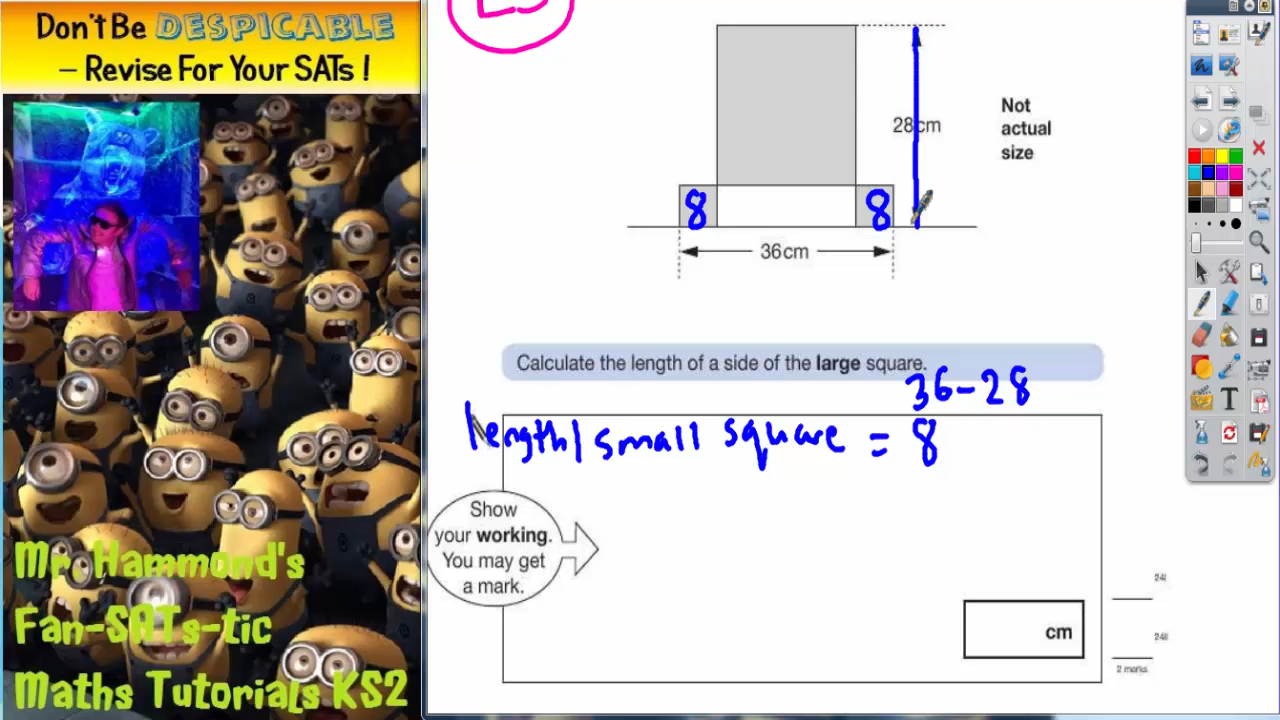 Don't Be DESPICABLE
– Revise For Your SATs !
Mr. Hammond's
Fan-SATs-tic
Maths Tutorials KS2
28cm
Not
actual
size
8
8
36cm
Calculate the length of a side of the large square.
36-28
length/small square = 8
Show
your working.
You may get
a mark.
cm
2 marks